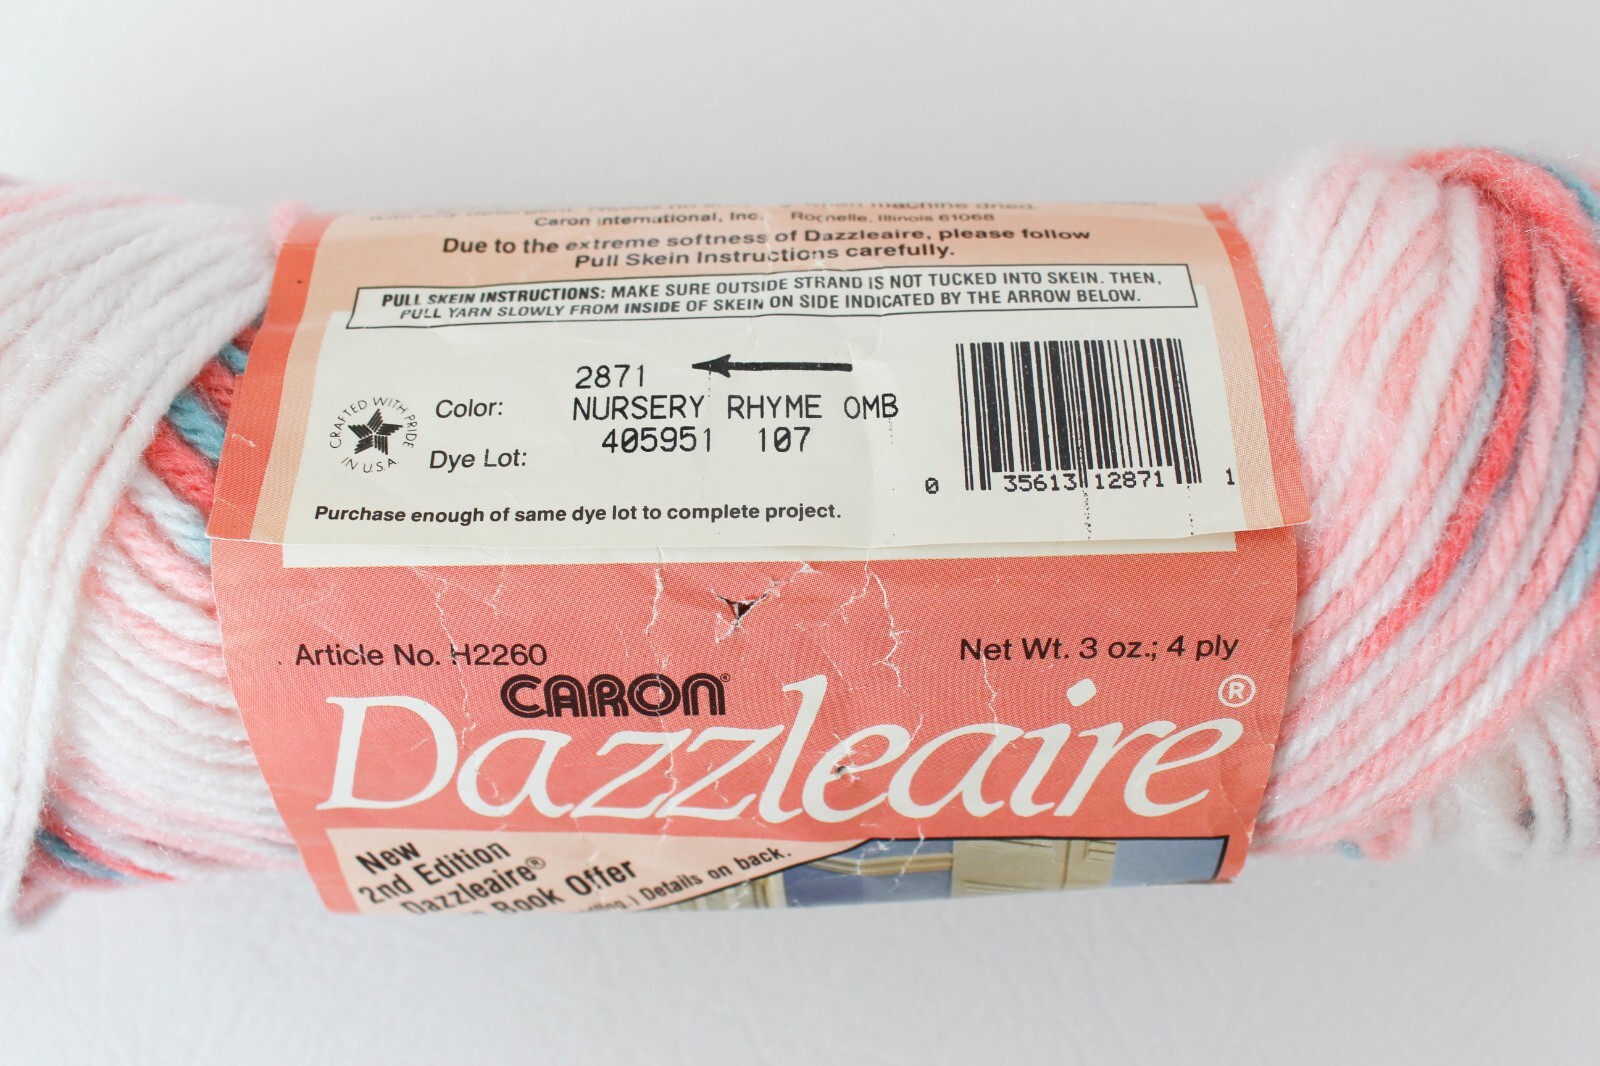 when machine dried.
Caron International, Inc. Rochelle, Illinois 61068
Due to the extreme softness of Dazzleaire, please follow
Pull Skein Instructions carefully.
PULL SKEIN INSTRUCTIONS: MAKE SURE OUTSIDE STRAND IS NOT TUCKED INTO SKEIN. THEN,
PULL YARN SLOWLY FROM INSIDE OF SKEIN ON SIDE INDICATED BY THE ARROW BELOW.
2871
Color: NURSERY RHYME OMB
Dye Lot: 405951 107
CRAFTED WITH PRIDE IN U.S.A.
0 35613 12871 1
Purchase enough of same dye lot to complete project.
Article No. H2260
Net Wt. 3 oz.; 4 ply
CARON®
Dazzleaire®
New
2nd Edition
Dazzleaire®
Book Offer
Details on back.